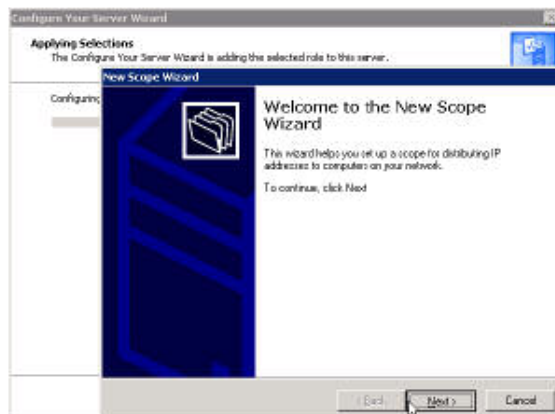 Configure Your Server Wizard
Applying Selections
The Configure Your Server Wizard is adding the selected role to this server.
New Scope Wizard
Configuring
Welcome to the New Scope
Wizard
This wizard helps you set up a scope for distributing IP
addresses to computers on your network.
To continue, click Next
< Back Next > Cancel